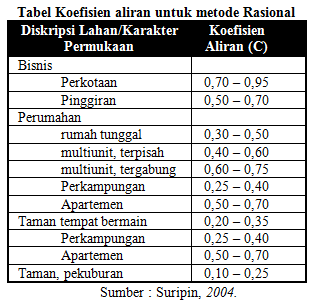 Tabel Koefisien aliran untuk metode Rasional
Diskripsi Lahan/Karakter Permukaan Koefisien Aliran (C)
Bisnis
Perkotaan 0,70 – 0,95
Pinggiran 0,50 – 0,70
Perumahan
rumah tunggal 0,30 – 0,50
multiunit, terpisah 0,40 – 0,60
multiunit, tergabung 0,60 – 0,75
Perkampungan 0,25 – 0,40
Apartemen 0,50 – 0,70
Taman tempat bermain 0,20 – 0,35
Perkampungan 0,25 – 0,40
Apartemen 0,50 – 0,70
Taman, pekuburan 0,10 – 0,25
Sumber : Suripin, 2004.